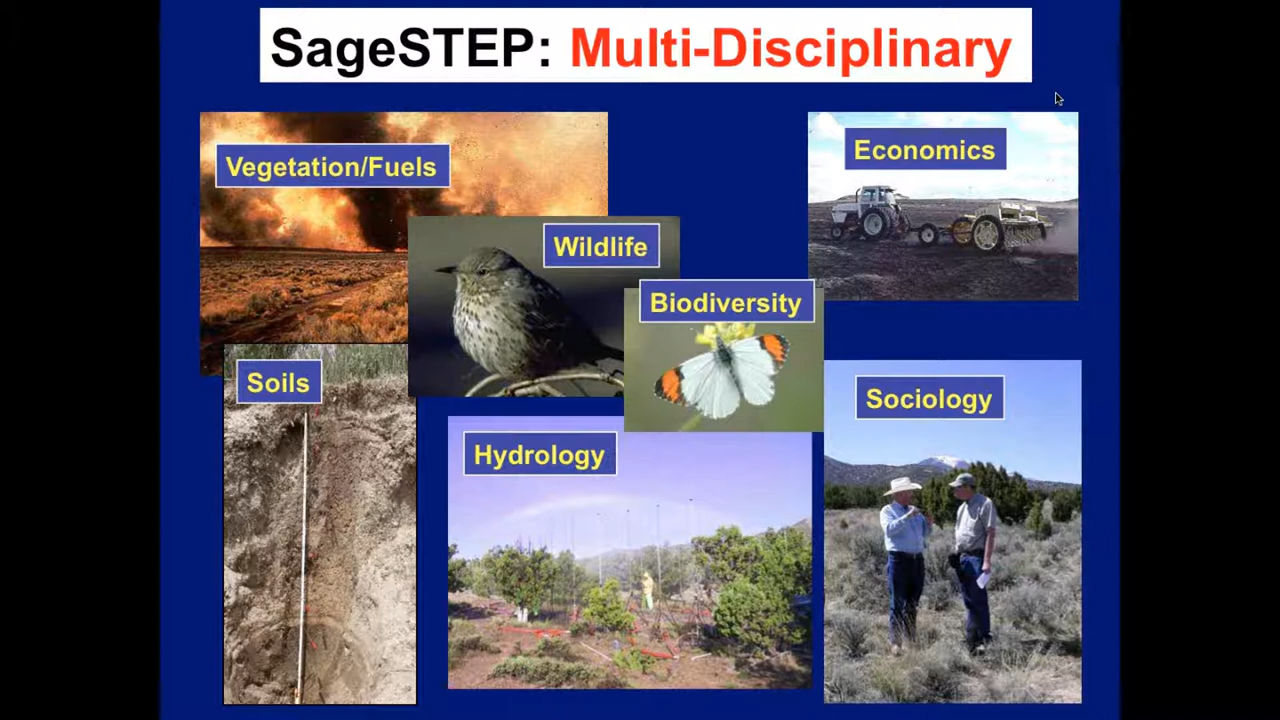 SageSTEP: Multi-Disciplinary
Vegetation/Fuels
Economics
Wildlife
Biodiversity
Soils
Sociology
Hydrology